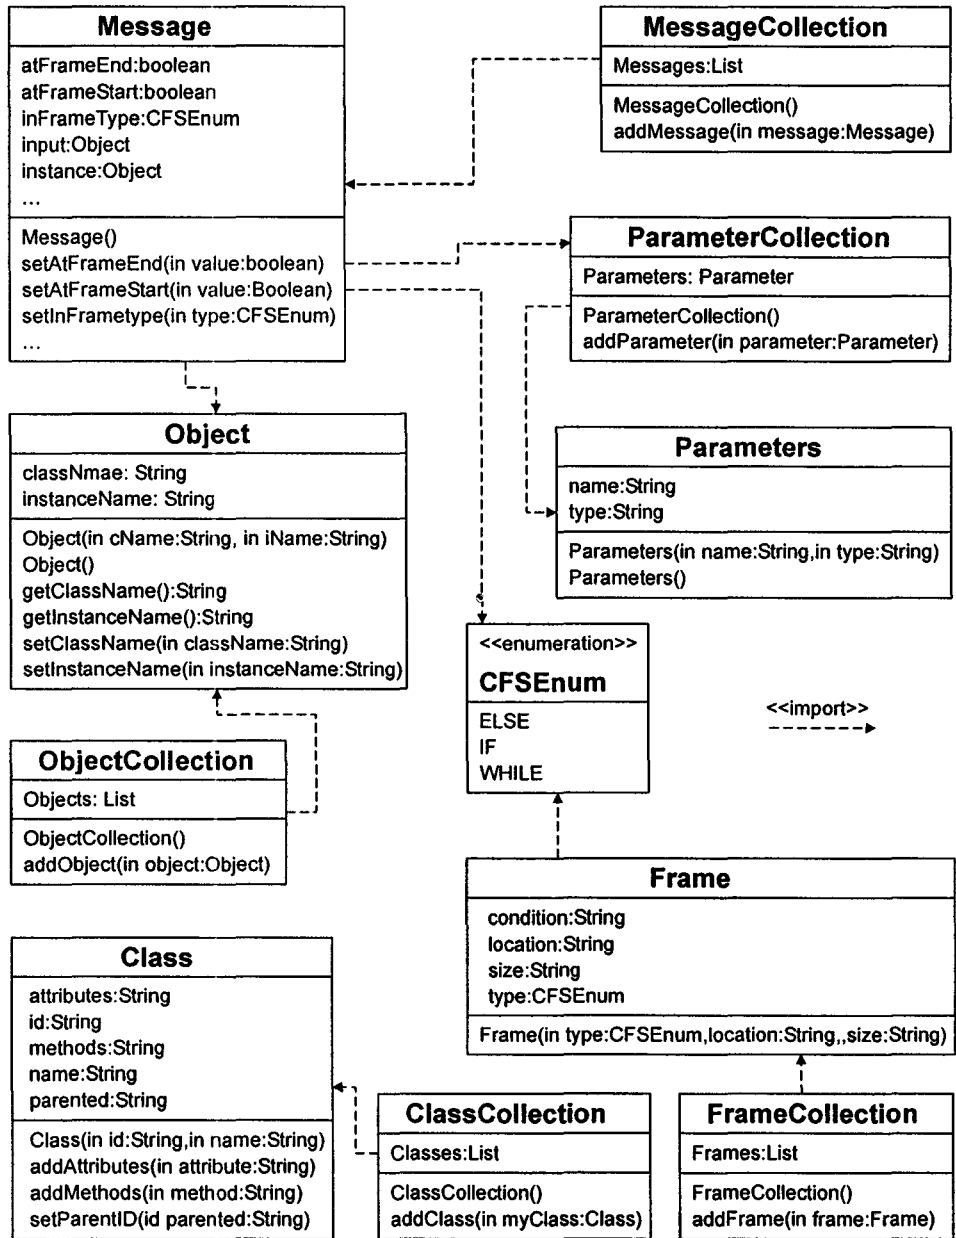 Message
atFrameEnd:boolean
atFrameStart:boolean
inFrameType:CFSEnum
input:Object
instance:Object
...
Message()
setAtFrameEnd(in value:boolean)
setAtFrameStart(in value:Boolean)
setInFrametype(in type:CFSEnum)
...
MessageCollection
Messages:List
MessageCollection()
addMessage(in message:Message)
ParameterCollection
Parameters: Parameter
ParameterCollection()
addParameter(in parameter:Parameter)
Object
classNmae: String
instanceName: String
Object(in cName:String, in iName:String)
Object()
getClassName():String
getInstanceName():String
setClassName(in className:String)
setInstanceName(in instanceName:String)
Parameters
name:String
type:String
Parameters(in name:String,in type:String)
Parameters()
<<enumeration>>
CFSEnum
ELSE
IF
WHILE
<<import>>
ObjectCollection
Objects: List
ObjectCollection()
addObject(in object:Object)
Frame
condition:String
location:String
size:String
type:CFSEnum
Frame(in type:CFSEnum,location:String,,size:String)
Class
attributes:String
id:String
methods:String
name:String
parented:String
Class(in id:String,in name:String)
addAttributes(in attribute:String)
addMethods(in method:String)
setParentID(id parented:String)
ClassCollection
Classes:List
ClassCollection()
addClass(in myClass:Class)
FrameCollection
Frames:List
FrameCollection()
addFrame(in frame:Frame)